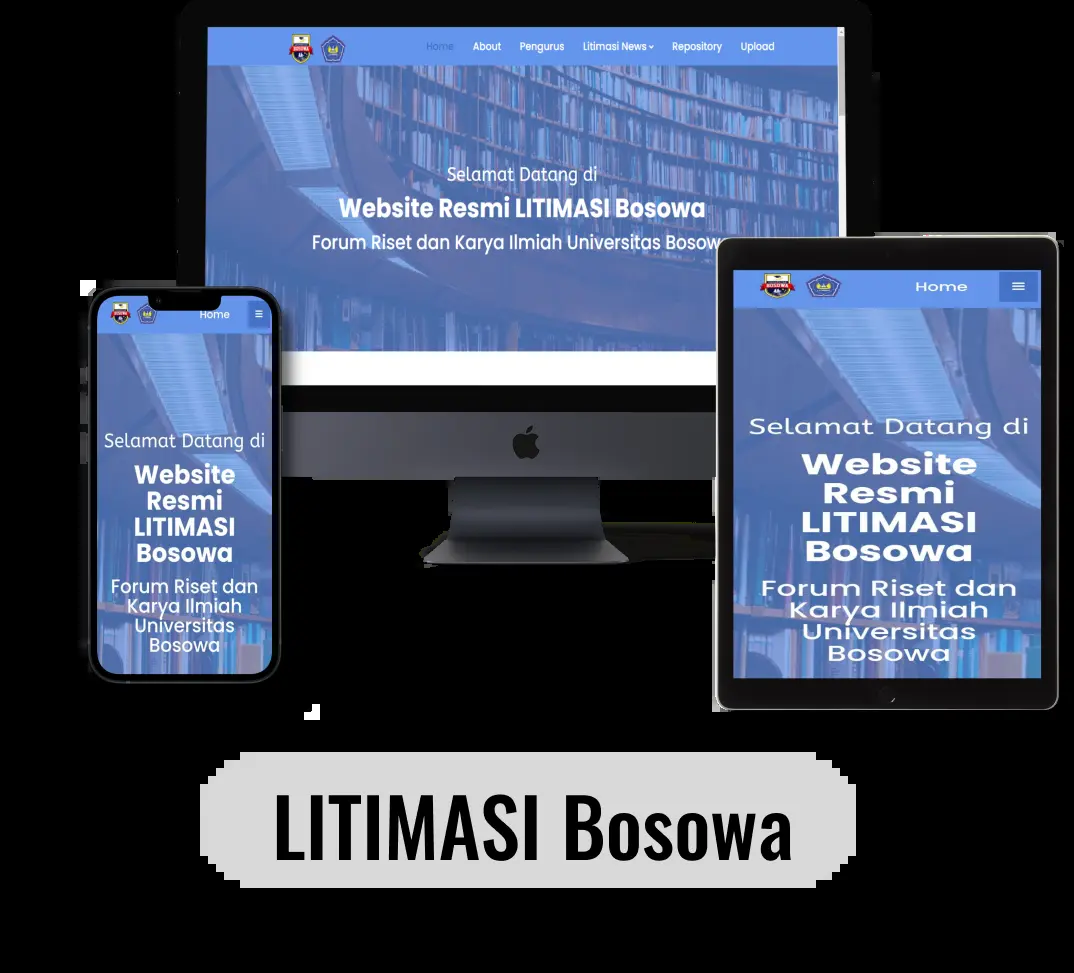 Home About Pengurus Litimasi News Repository Upload
Selamat Datang di
Website Resmi LITIMASI Bosowa
Forum Riset dan Karya Ilmiah Universitas Bosow
Home
Selamat Datang di
Website
Resmi
LITIMASI
Bosowa
Forum Riset dan
Karya Ilmiah
Universitas
Bosowa
BOSOWA
Home
Selamat Datang di
Website
Resmi
LITIMASI
Bosowa
Forum Riset dan
Karya Ilmiah
Universitas
Bosowa
LITIMASI Bosowa